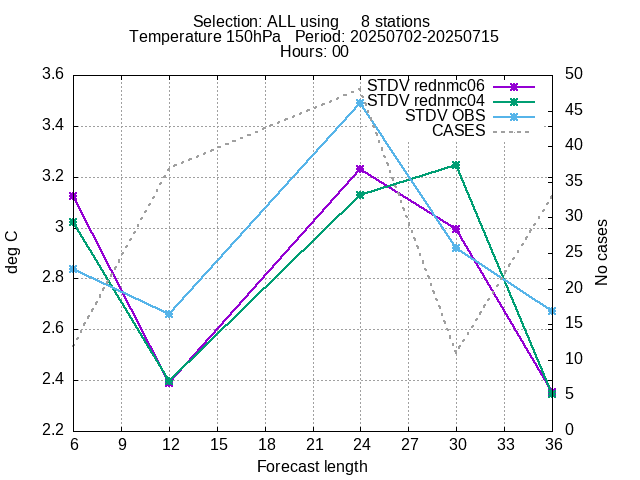 Selection: ALL using     8 stations
Temperature 150hPa   Period: 20250702-20250715
Hours: 00
STDV rednmc06
STDV rednmc04
STDV OBS
CASES
3.6
3.4
3.2
3
2.8
2.6
2.4
2.2
deg C
50
45
40
35
30
25
20
15
10
5
0
No cases
6 9 12 15 18 21 24 27 30 33 36
Forecast length